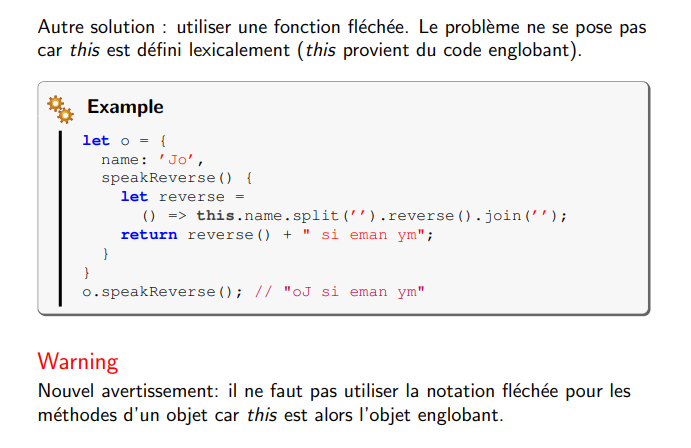 Autre solution : utiliser une fonction fléchée. Le problème ne se pose pas
car this est défini lexicalement (this provient du code englobant).
Example
let o = {
  name: 'Jo',
  speakReverse() {
    let reverse =
      () => this.name.split('').reverse().join('');
    return reverse() + " si eman ym";
  }
}
o.speakReverse(); // "oJ si eman ym"
Warning
Nouvel avertissement: il ne faut pas utiliser la notation fléchée pour les
méthodes d'un objet car this est alors l'objet englobant.